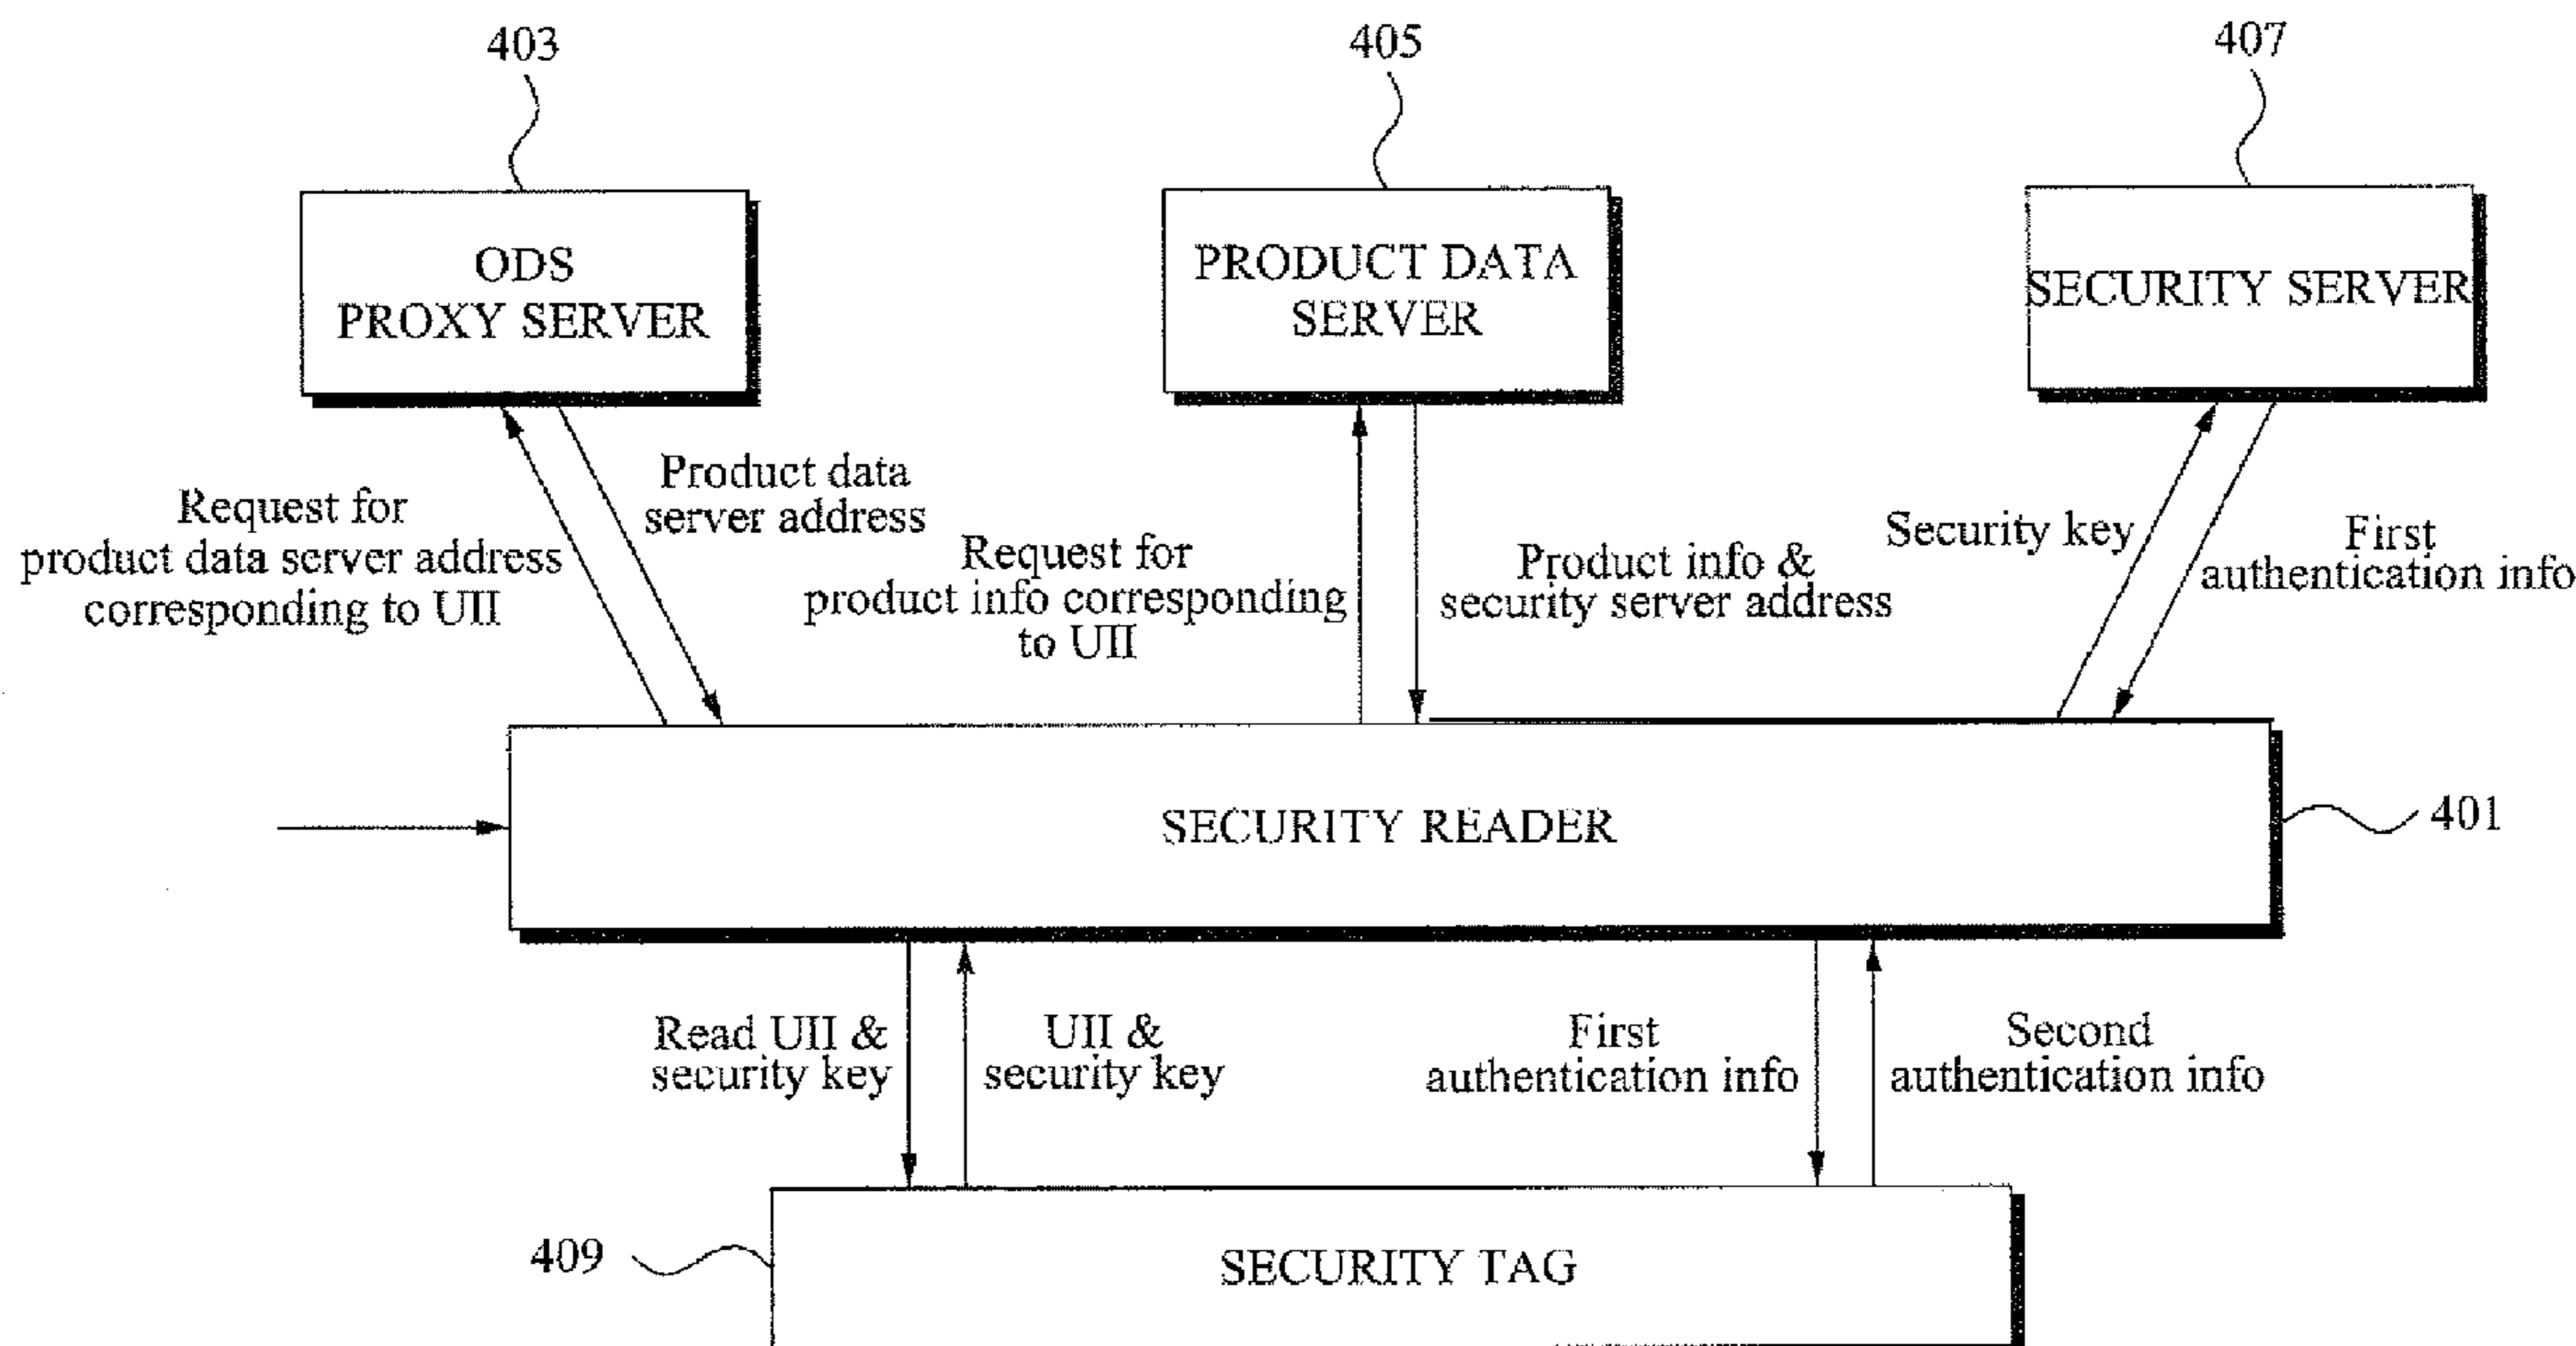 403
405
407
ODS
PROXY SERVER
PRODUCT DATA
SERVER
SECURITY SERVER
Request for
product data server address
corresponding to UII
Product data
server address
Request for
product info corresponding
to UII
Product info &
security server address
Security key
First
authentication info
SECURITY READER
401
Read UII &
security key
UII &
security key
First
authentication info
Second
authentication info
409
SECURITY TAG